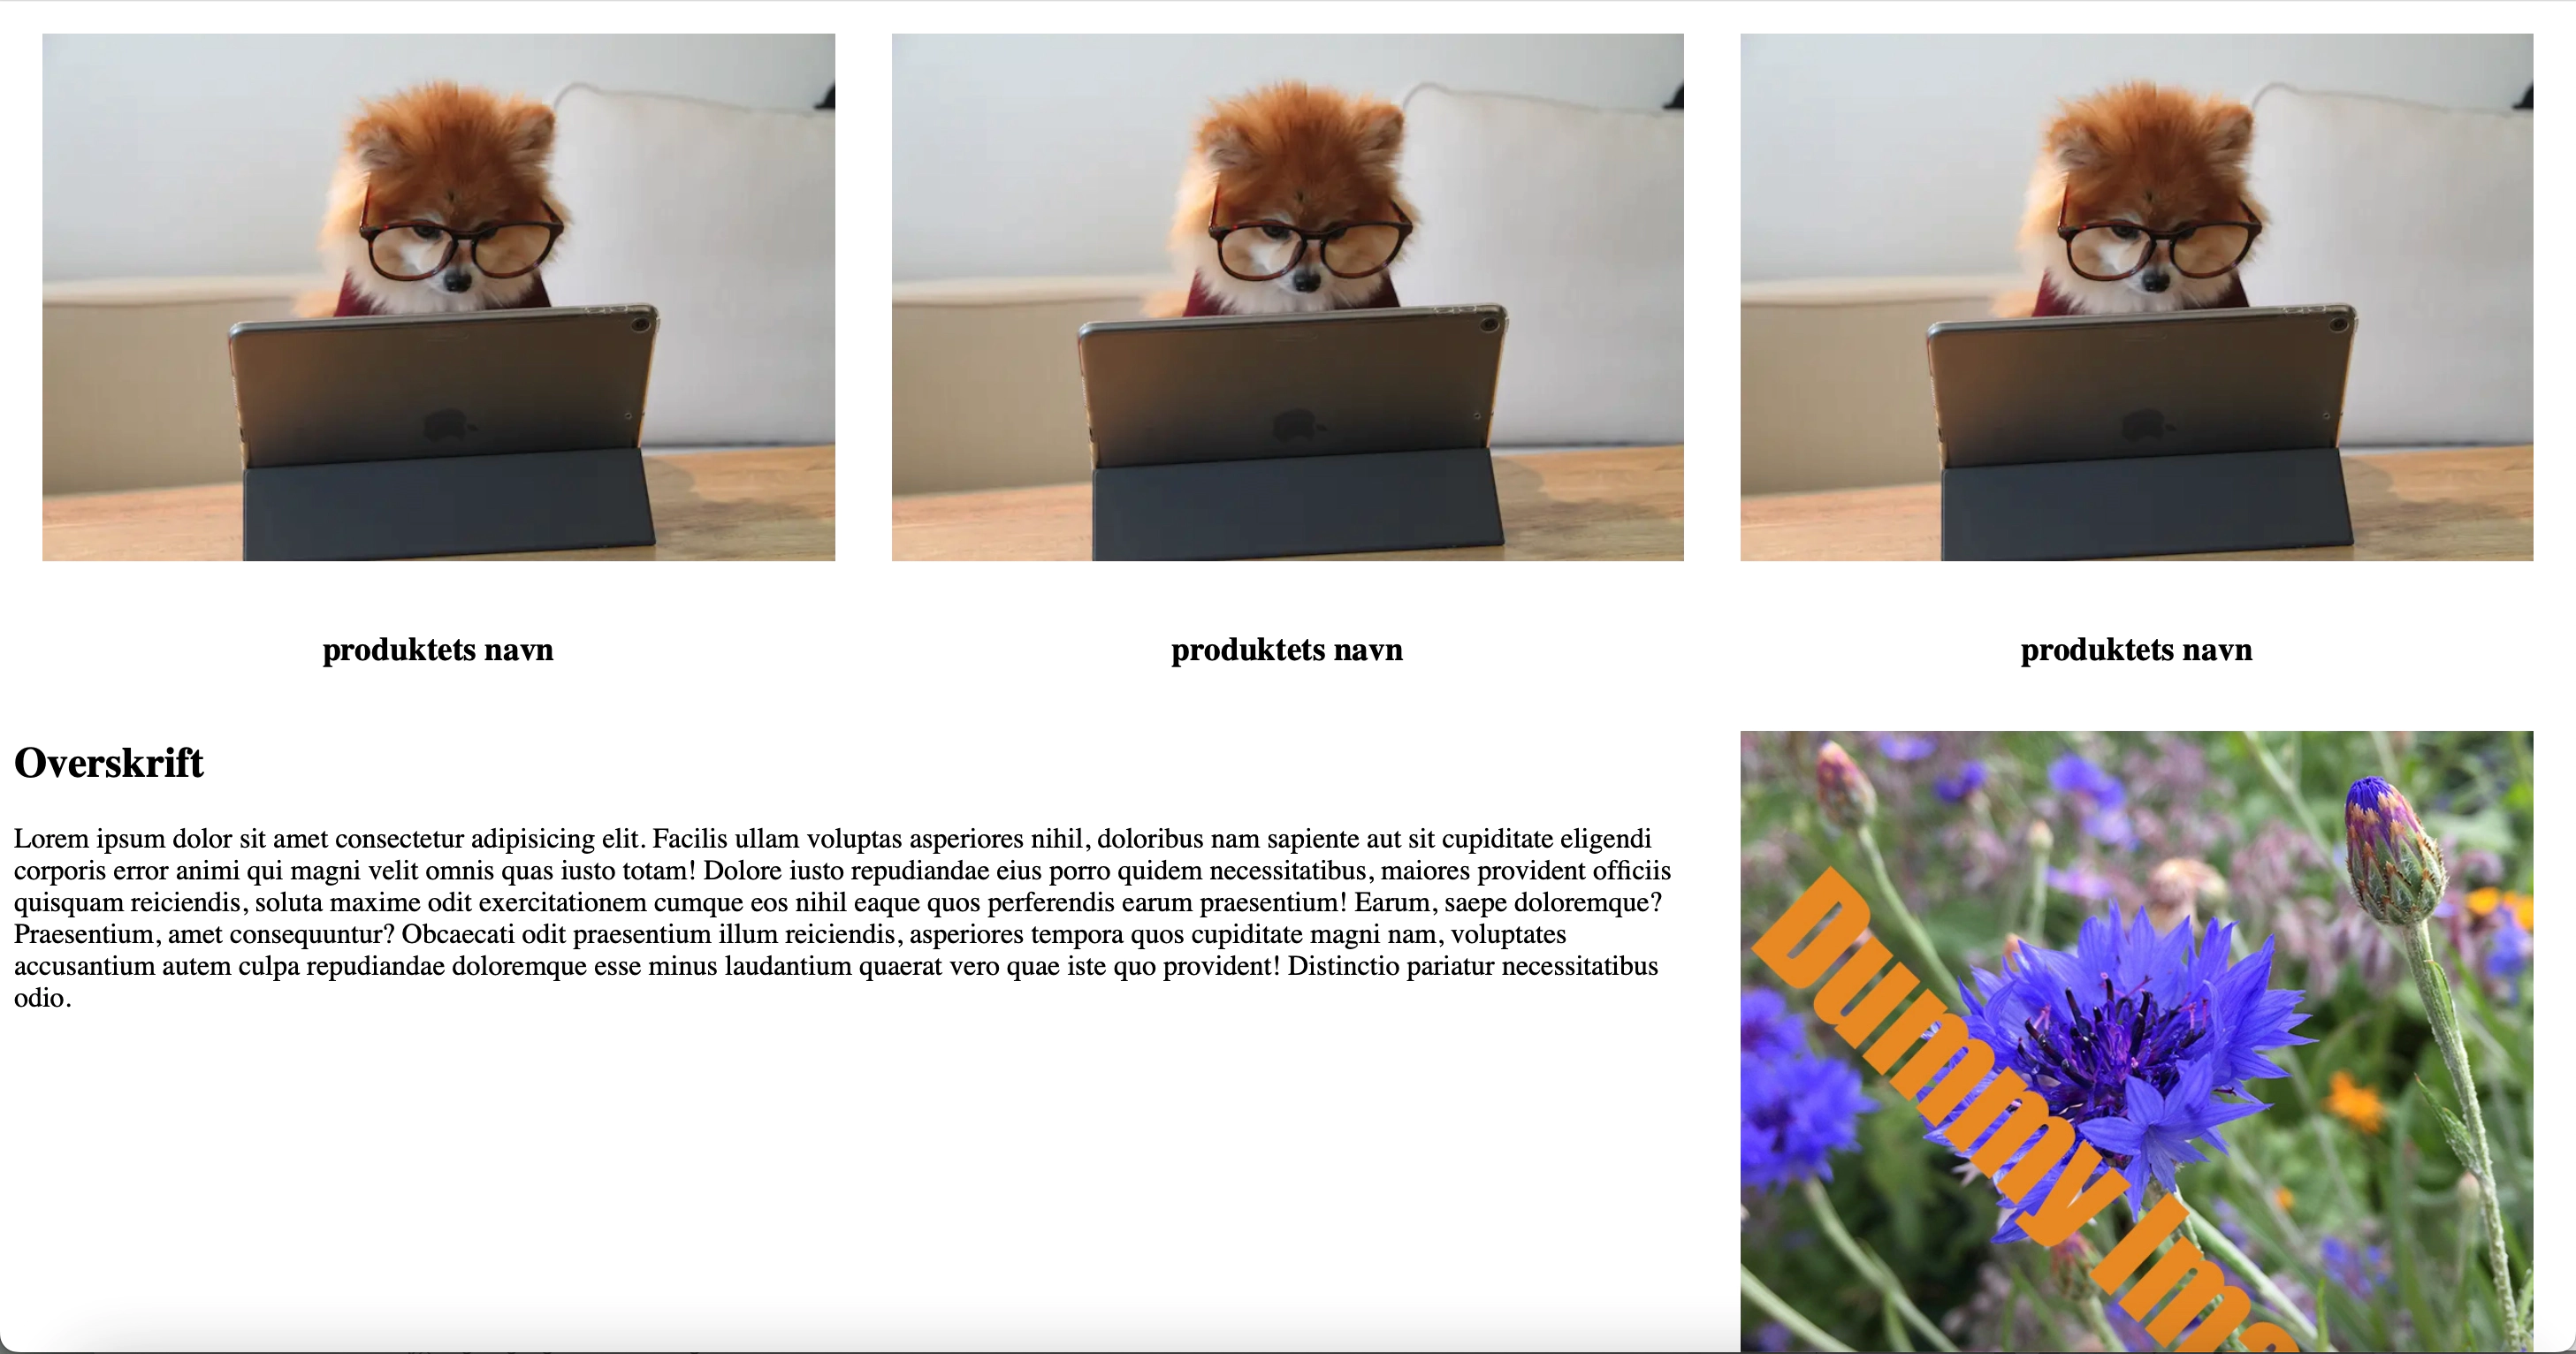 produktets navn
produktets navn
produktets navn
Overskrift
Lorem ipsum dolor sit amet consectetur adipisicing elit. Facilis ullam voluptas asperiores nihil, doloribus nam sapiente aut sit cupiditate eligendi
corporis error animi qui magni velit omnis quas iusto totam! Dolore iusto repudiandae eius porro quidem necessitatibus, maiores provident officiis
quisquam reiciendis, soluta maxime odit exercitationem cumque eos nihil eaque quos perferendis earum praesentium! Earum, saepe doloremque?
Praesentium, amet consequuntur? Obcaecati odit praesentium illum reiciendis, asperiores tempora quos cupiditate magni nam, voluptates
accusantium autem culpa repudiandae doloremque esse minus laudantium quaerat vero quae iste quo provident! Distinctio pariatur necessitatibus
odio.
Dummy